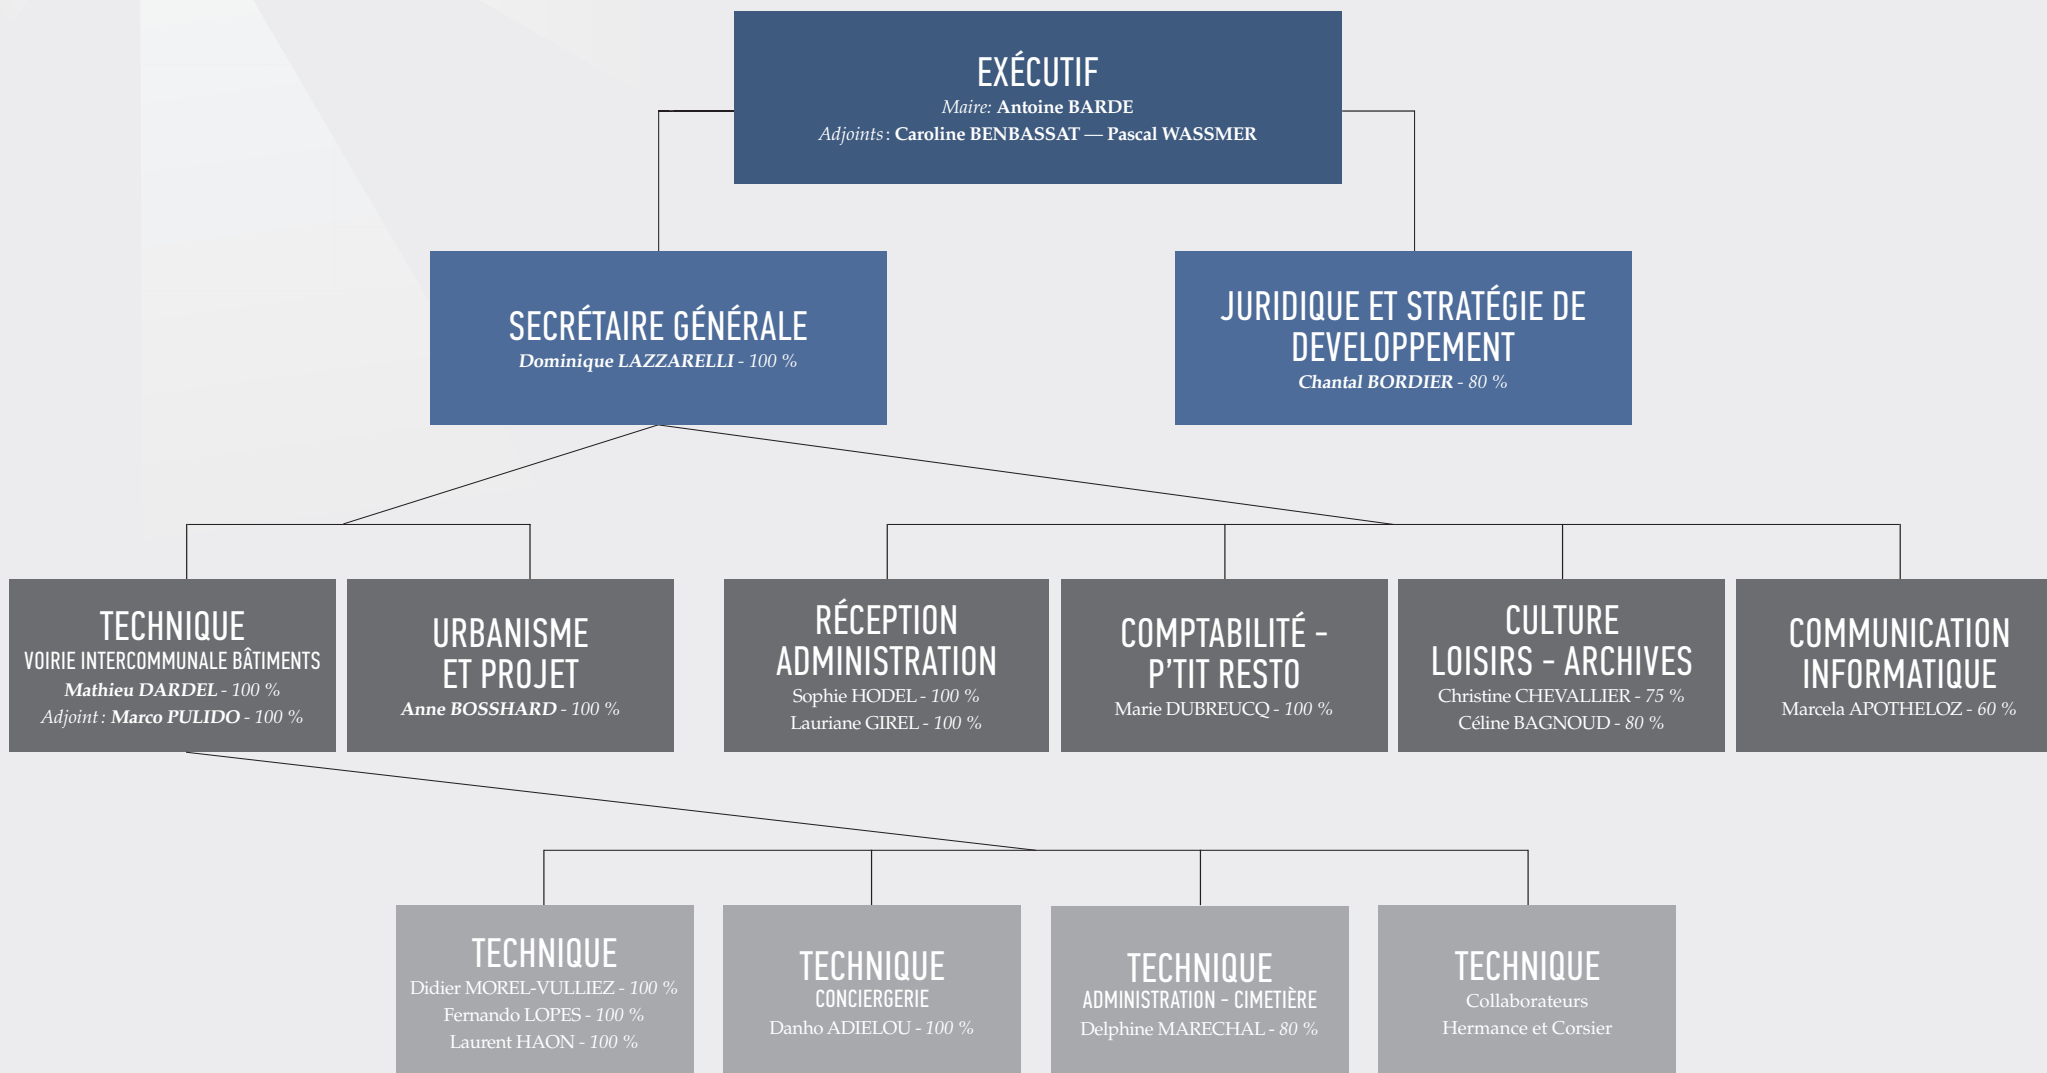 EXÉCUTIF
Maire: Antoine BARDE
Adjoints : Caroline BENBASSAT — Pascal WASSMER
SECRÉTAIRE GÉNÉRALE
Dominique LAZZARELLI - 100 %
JURIDIQUE ET STRATÉGIE DE
DEVELOPPEMENT
Chantal BORDIER - 80 %
TECHNIQUE
VOIRIE INTERCOMMUNALE BÂTIMENTS
Mathieu DARDEL - 100 %
Adjoint : Marco PULIDO - 100 %
URBANISME
ET PROJET
Anne BOSSHARD - 100 %
RÉCEPTION
ADMINISTRATION
Sophie HODEL - 100 %
Lauriane GIREL - 100 %
COMPTABILITÉ -
P'TIT RESTO
Marie DUBREUCQ - 100 %
CULTURE
LOISIRS - ARCHIVES
Christine CHEVALLIER - 75 %
Céline BAGNOUD - 80 %
COMMUNICATION
INFORMATIQUE
Marcela APOTHELOZ - 60 %
TECHNIQUE
Didier MOREL-VULLIEZ - 100 %
Fernando LOPES - 100 %
Laurent HAON - 100 %
TECHNIQUE
CONCIERGERIE
Danho ADIELOU - 100 %
TECHNIQUE
ADMINISTRATION - CIMETIÈRE
Delphine MARECHAL - 80 %
TECHNIQUE
Collaborateurs
Hermance et Corsier